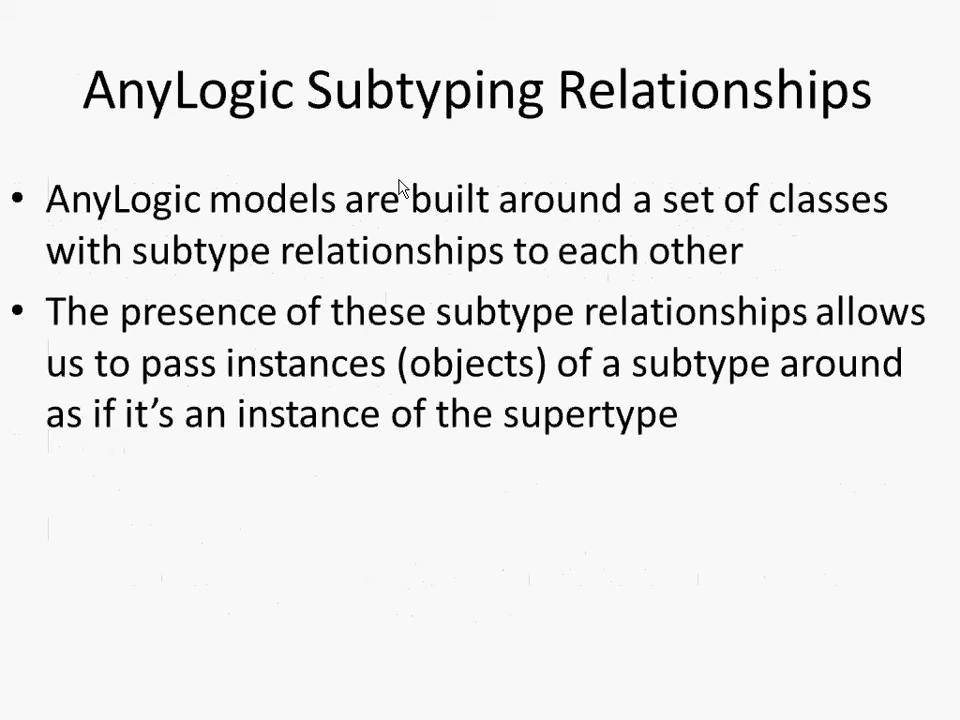 AnyLogic Subtyping Relationships
• AnyLogic models are built around a set of classes
with subtype relationships to each other
• The presence of these subtype relationships allows
us to pass instances (objects) of a subtype around
as if it’s an instance of the supertype